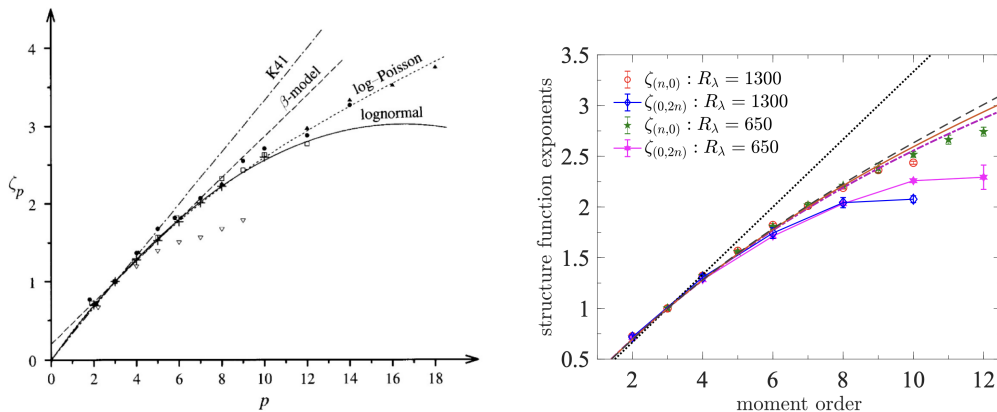 4
3
2
1
0
ζp
K41
β-model
log–Poisson
lognormal
0 2 4 6 8 10 12 14 16 18
p
3.5
3
2.5
2
1.5
1
0.5
structure function exponents
ζ(n,0) : Rλ = 1300
ζ(0,2n) : Rλ = 1300
ζ(n,0) : Rλ = 650
ζ(0,2n) : Rλ = 650
2 4 6 8 10 12
moment order